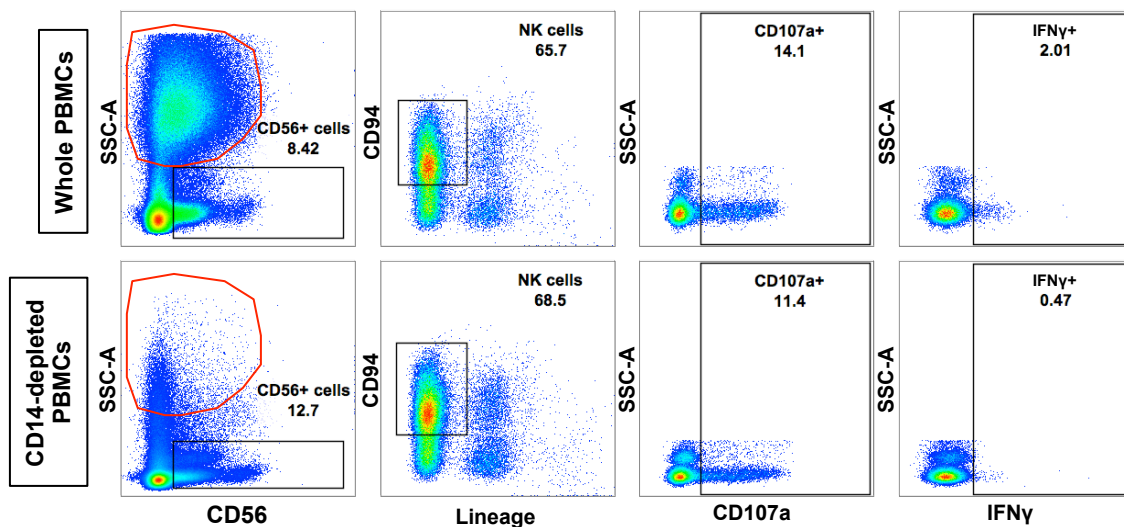 Whole PBMCs
SSC-A
CD56+ cells
8.42
CD94
NK cells
65.7
SSC-A
CD107a+
14.1
SSC-A
IFNγ+
2.01
CD14-depleted
PBMCs
SSC-A
CD56+ cells
12.7
CD94
NK cells
68.5
SSC-A
CD107a+
11.4
SSC-A
IFNγ+
0.47
CD56
Lineage
CD107a
IFNγ